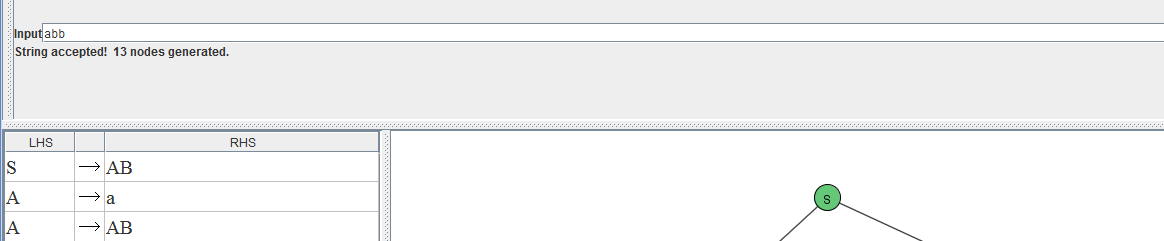 Input abb
String accepted! 13 nodes generated.
LHS RHS
S → AB
A → a
A → AB
S